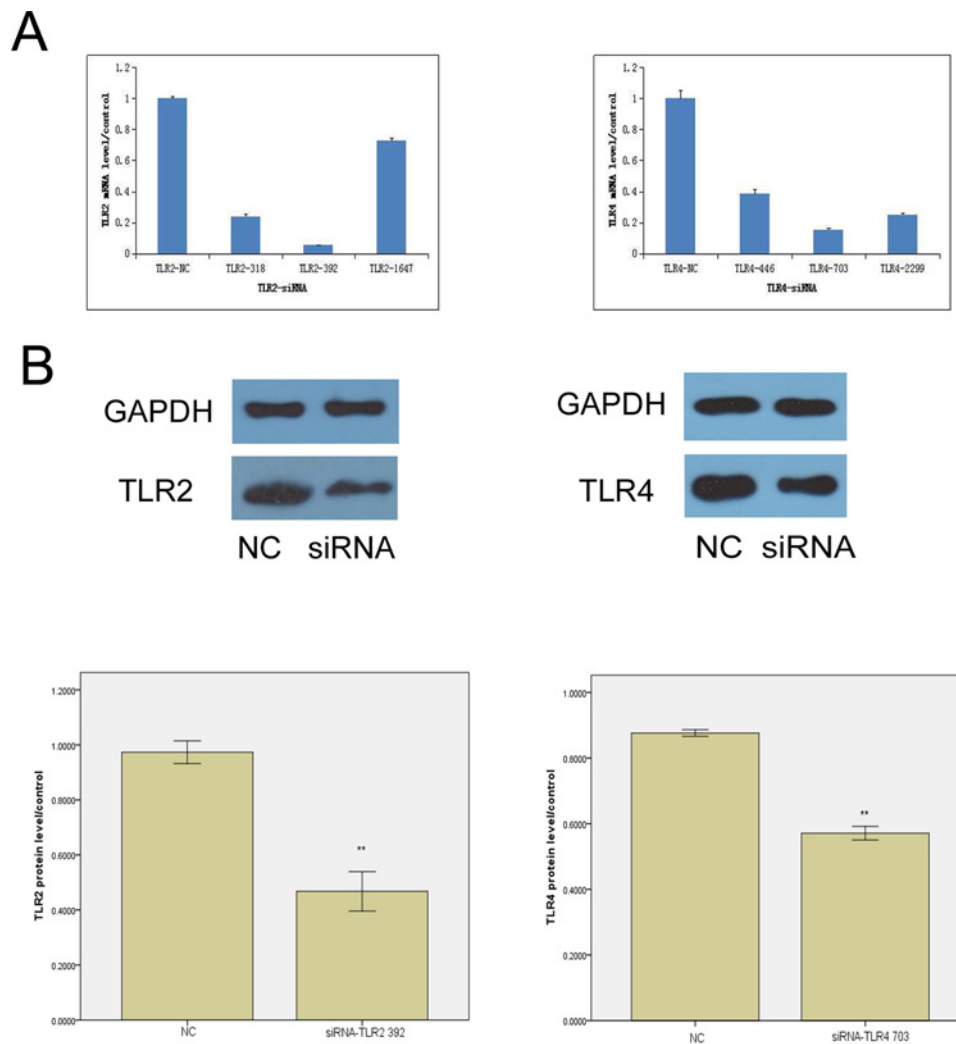 A
TLR2 mRNA level/control
1.2
1
0.8
0.6
0.4
0.2
0
TLR2-NC TLR2-318 TLR2-392 TLR2-1647
TLR2-siRNA
TLR4 mRNA level/control
1.2
1
0.8
0.6
0.4
0.2
0
TLR4-NC TLR4-446 TLR4-703 TLR4-2299
TLR4-siRNA
B
GAPDH
TLR2
NC siRNA
GAPDH
TLR4
NC siRNA
TLR2 protein level/control
1.2000
1.0000
0.8000
0.6000
0.4000
0.2000
0.0000
**
NC siRNA-TLR2 392
TLR4 protein level/control
1.0000
0.8000
0.6000
0.4000
0.2000
0.0000
**
NC siRNA-TLR4 703